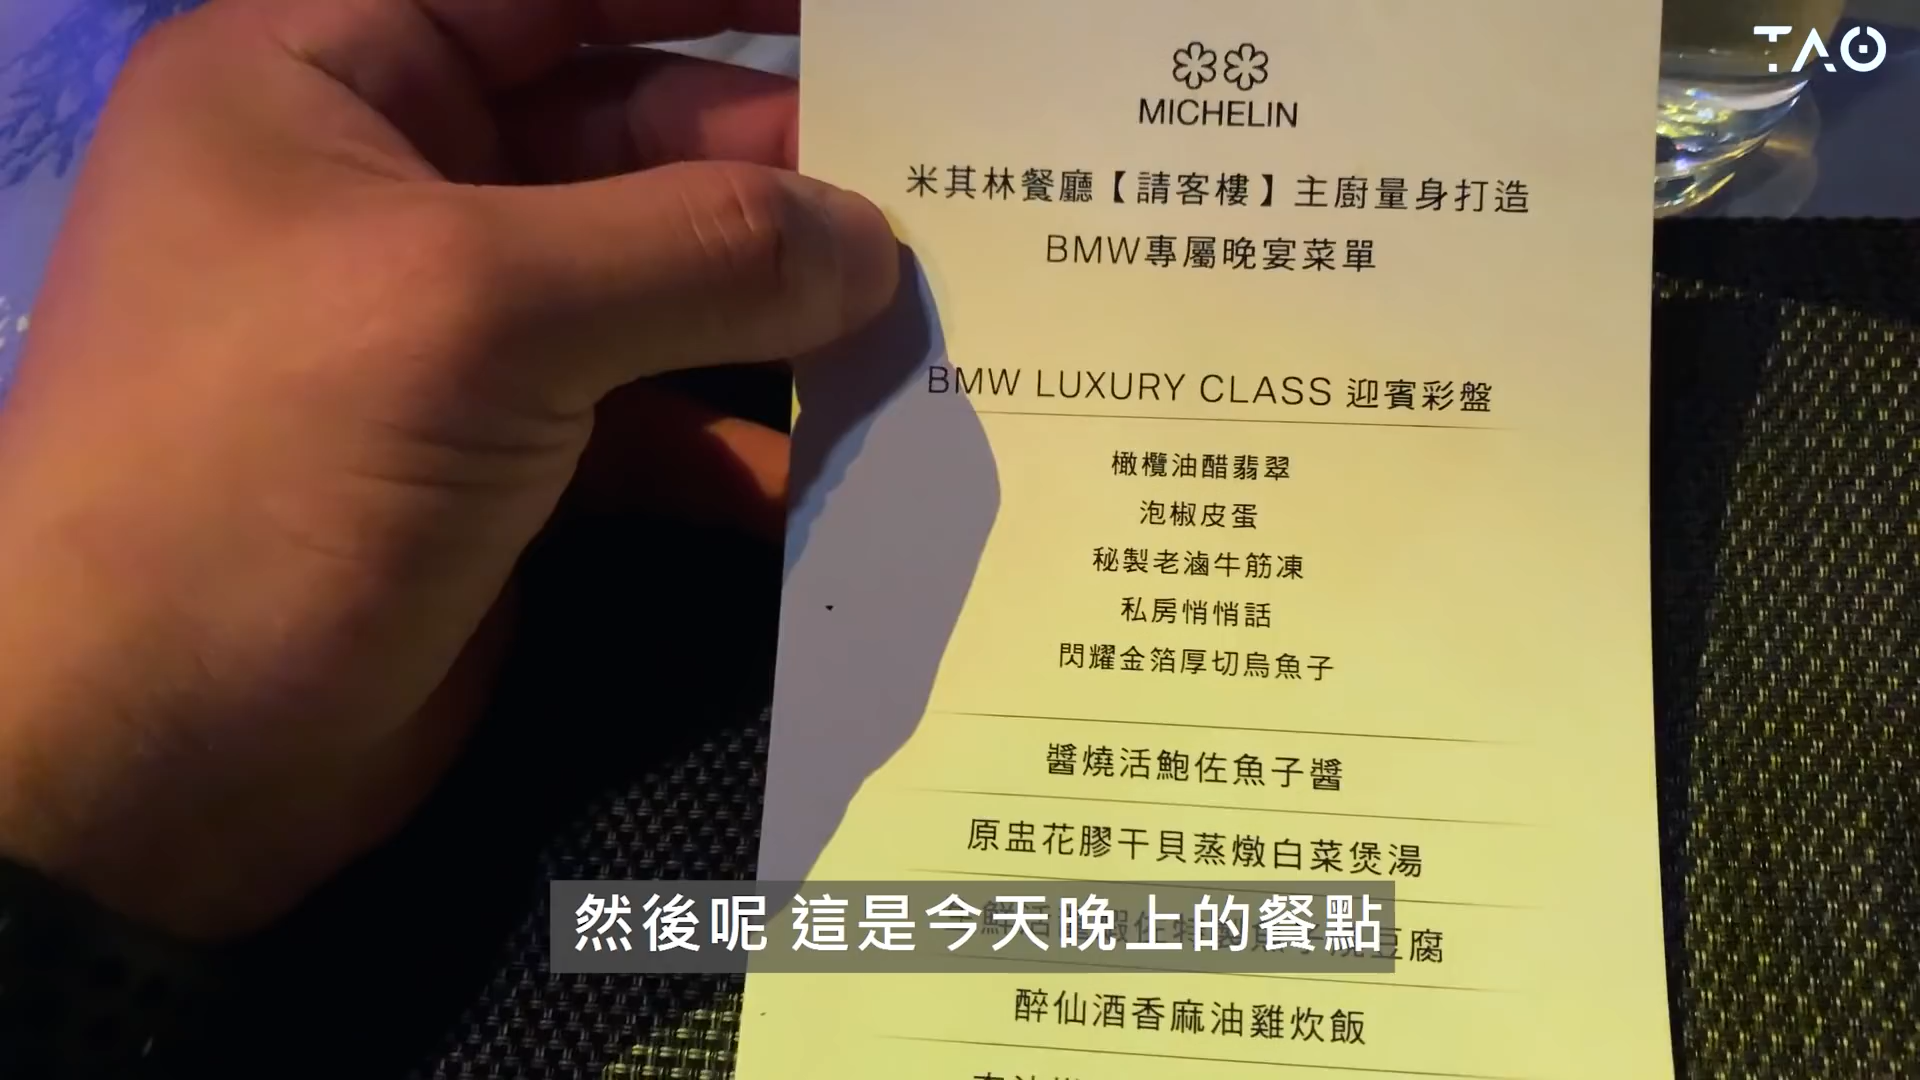 TAO
MICHELIN
米其林餐廳【請客樓】主廚量身打造
BMW專屬晚宴菜單
BMW LUXURY CLASS 迎賓彩盤
橄欖油醋翡翠
泡椒皮蛋
秘製老滷牛筋凍
私房悄悄話
閃耀金箔厚切烏魚子
醬燒活鮑佐魚子醬
原盅花膠干貝蒸燉白菜煲湯
豆腐
然後呢 這是今天晚上的餐點
醉仙酒香麻油雞炊飯